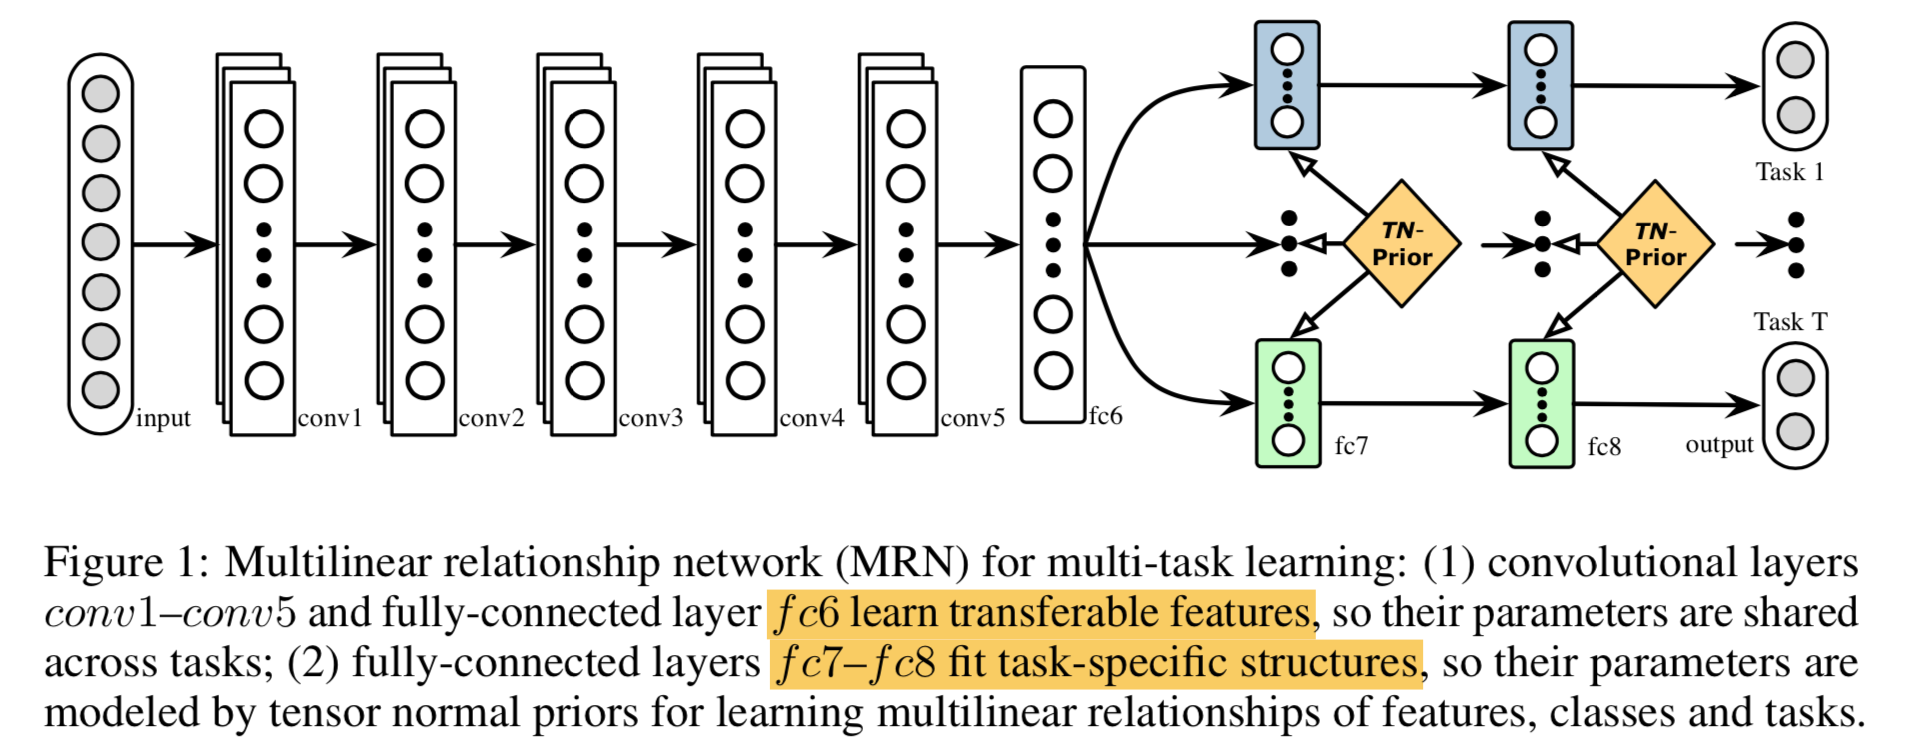 Task 1
TN-
Prior
TN-
Prior
Task T
input
conv1
conv2
conv3
conv4
conv5
fc6
fc7
fc8
output
Figure 1: Multilinear relationship network (MRN) for multi-task learning: (1) convolutional layers
conv1–conv5 and fully-connected layer fc6 learn transferable features, so their parameters are shared
across tasks; (2) fully-connected layers fc7–fc8 fit task-specific structures, so their parameters are
modeled by tensor normal priors for learning multilinear relationships of features, classes and tasks.